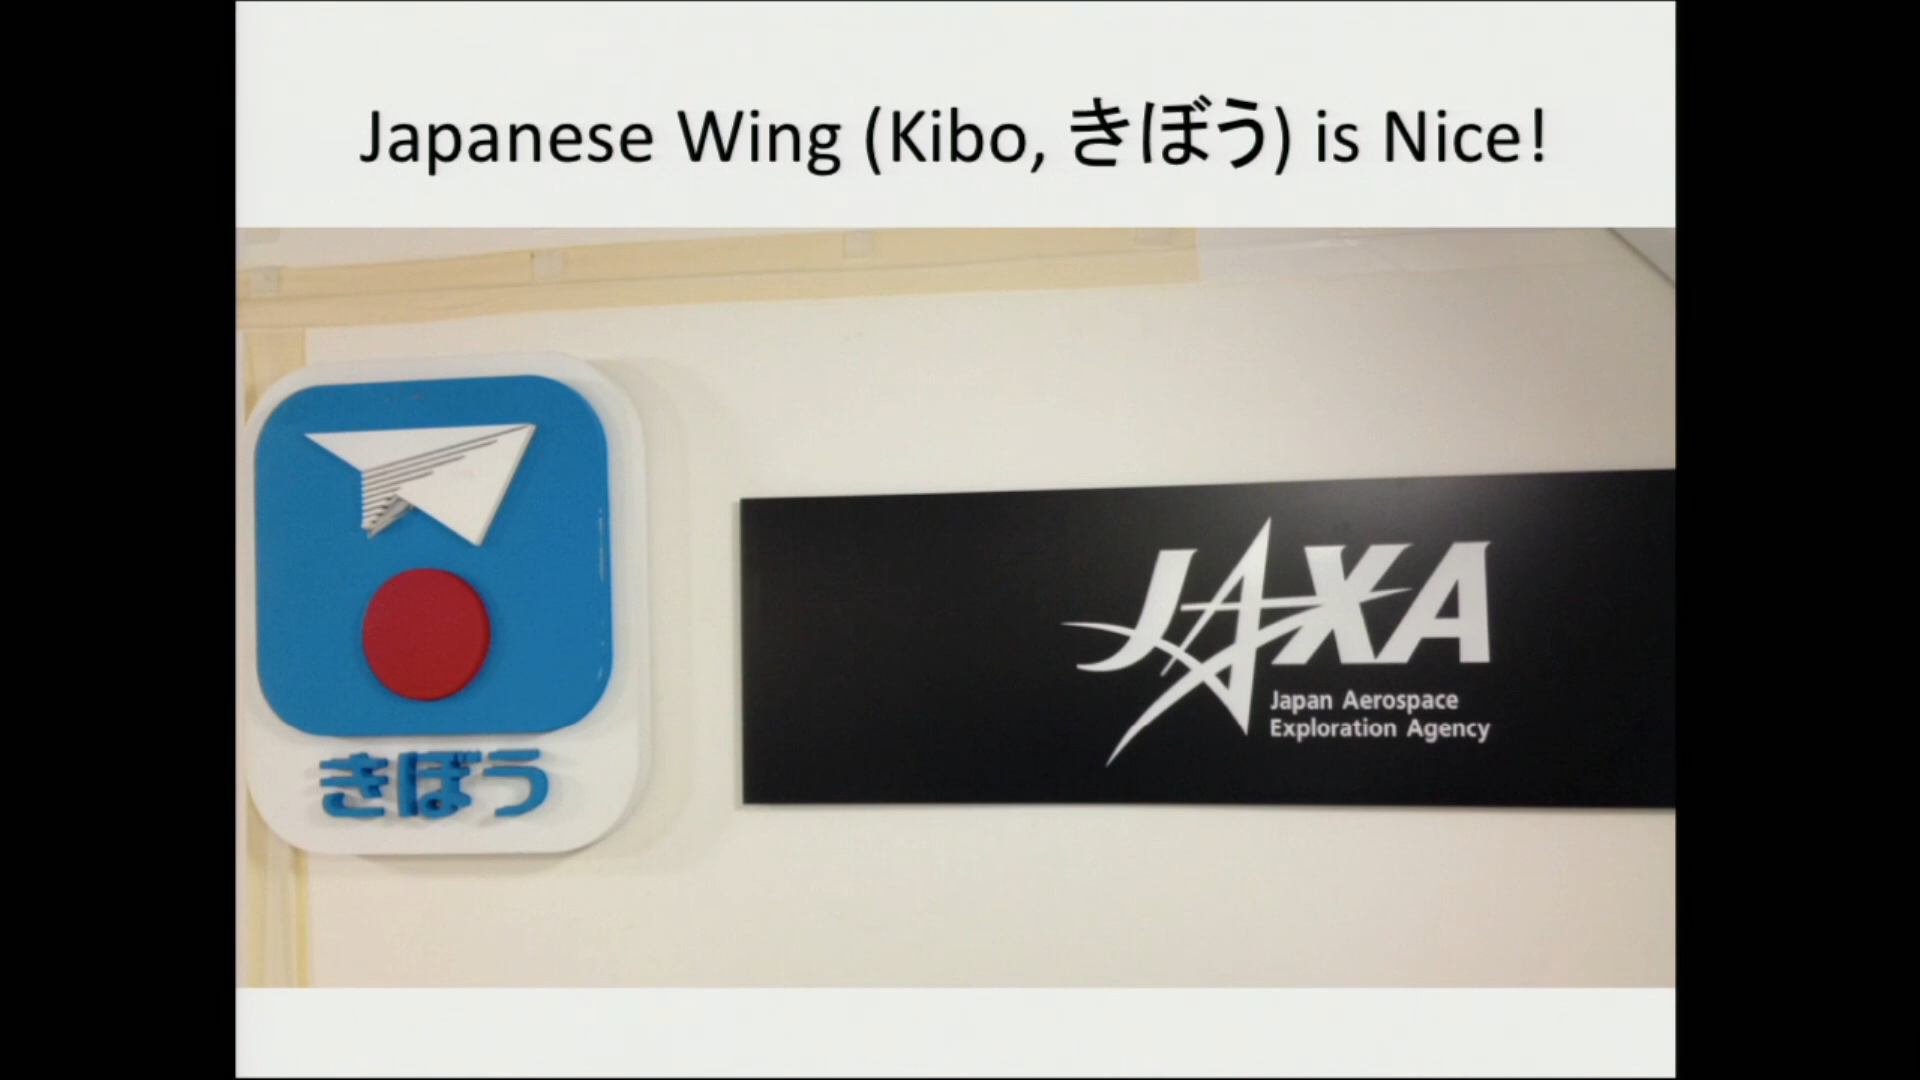 Japanese Wing (Kibo, きぼう) is Nice!
きぼう
JAXA
Japan Aerospace
Exploration Agency